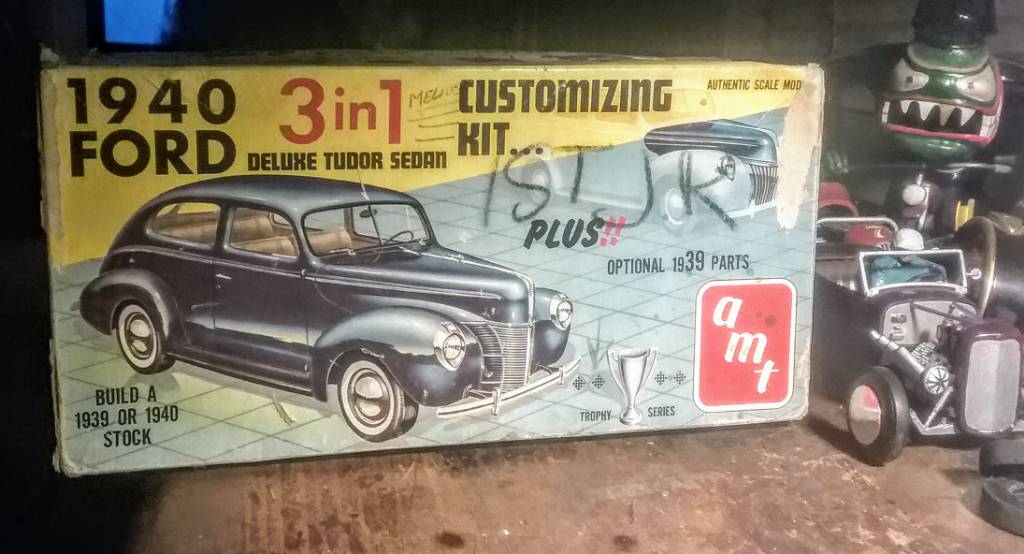 1940
FORD
3 in 1
DELUXE TUDOR SEDAN
CUSTOMIZING
KIT...
AUTHENTIC SCALE MOD
PLUS!!
OPTIONAL 1939 PARTS
amt
BUILD A
1939 OR 1940
STOCK
TROPHY SERIES